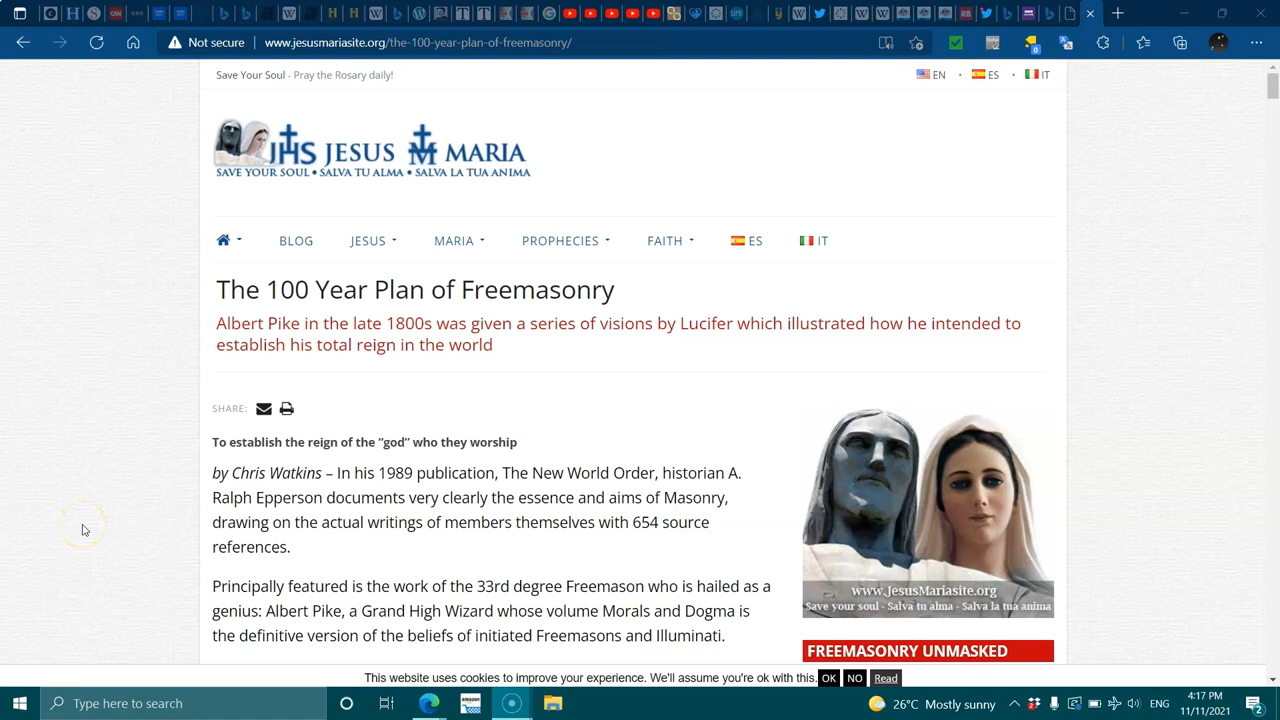 Not secure
www.jesusmariasite.org/the-100-year-plan-of-freemasonry/
0
Save Your Soul - Pray the Rosary daily!
EN • ES • IT
JHS JESUS MARIA
SAVE YOUR SOUL • SALVA TU ALMA • SALVA LA TUA ANIMA
BLOG JESUS MARIA PROPHECIES FAITH ES IT
The 100 Year Plan of Freemasonry
Albert Pike in the late 1800s was given a series of visions by Lucifer which illustrated how he intended to
establish his total reign in the world
SHARE:
To establish the reign of the “god” who they worship
by Chris Watkins – In his 1989 publication, The New World Order, historian A.
Ralph Epperson documents very clearly the essence and aims of Masonry,
drawing on the actual writings of members themselves with 654 source
references.
Principally featured is the work of the 33rd degree Freemason who is hailed as a
genius: Albert Pike, a Grand High Wizard whose volume Morals and Dogma is
the definitive version of the beliefs of initiated Freemasons and Illuminati.
www.JesusMariasite.org
Save your soul - Salva tu alma - Salva la tua anima
FREEMASONRY UNMASKED
This website uses cookies to improve your experience. We'll assume you're ok with this. OK NO Read
Type here to search
amazon
26°C Mostly sunny
ENG
4:17 PM
11/11/2021
2